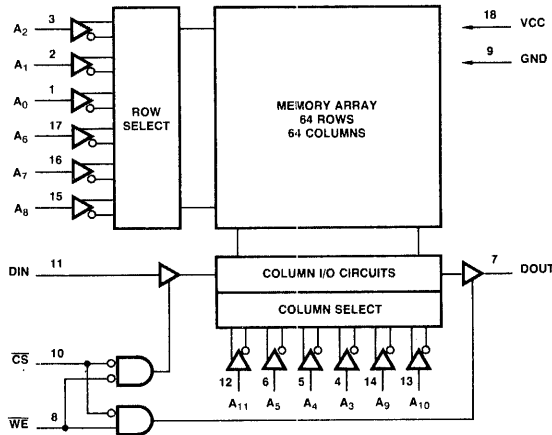 A2 3
A1 2
A0 1
A6 17
A7 16
A8 15
ROW
SELECT
MEMORY ARRAY
64 ROWS
64 COLUMNS
18 VCC
9 GND
DIN 11
COLUMN I/O CIRCUITS
COLUMN SELECT
7 DOUT
CS 10
WE 8
12 6 5 4 14 13
A11 A5 A4 A3 A9 A10